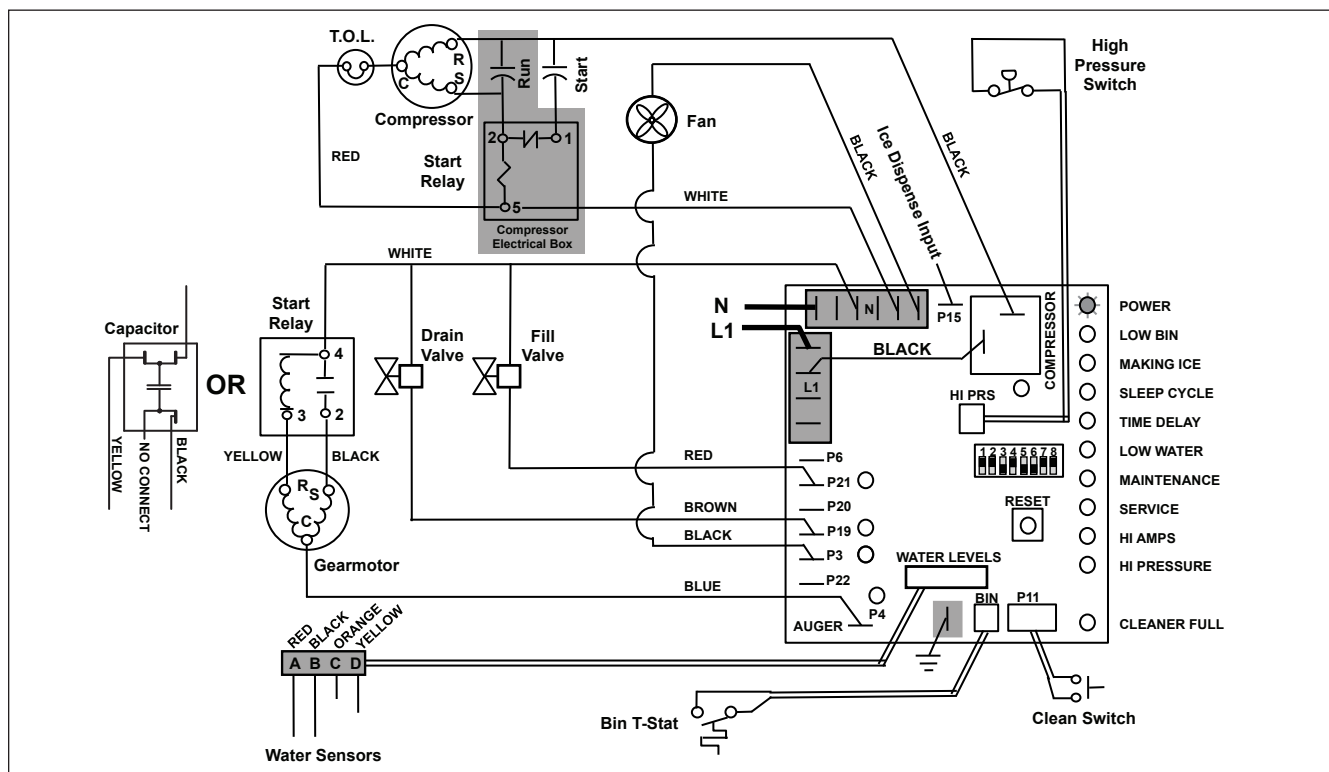 T.O.L.
R
S
C
Compressor
Run
Start
2
1
5
Start
Relay
Compressor
Electrical Box
RED
WHITE
Fan
BLACK
Ice Dispense Input
BLACK
High
Pressure
Switch
WHITE
Capacitor
YELLOW
NO CONNECT
BLACK
OR
Start
Relay
4
3
2
YELLOW
BLACK
R
S
C
Gearmotor
Drain
Valve
Fill
Valve
RED
BROWN
BLACK
BLUE
N
L1
N
P15
L1
BLACK
COMPRESSOR
HI PRS
P6
P21
P20
P19
P3
P22
P4
AUGER
1 2 3 4 5 6 7 8
RESET
WATER LEVELS
BIN
P11
POWER
LOW BIN
MAKING ICE
SLEEP CYCLE
TIME DELAY
LOW WATER
MAINTENANCE
SERVICE
HI AMPS
HI PRESSURE
CLEANER FULL
RED
BLACK
ORANGE
YELLOW
A B C D
Water Sensors
Bin T-Stat
Clean Switch